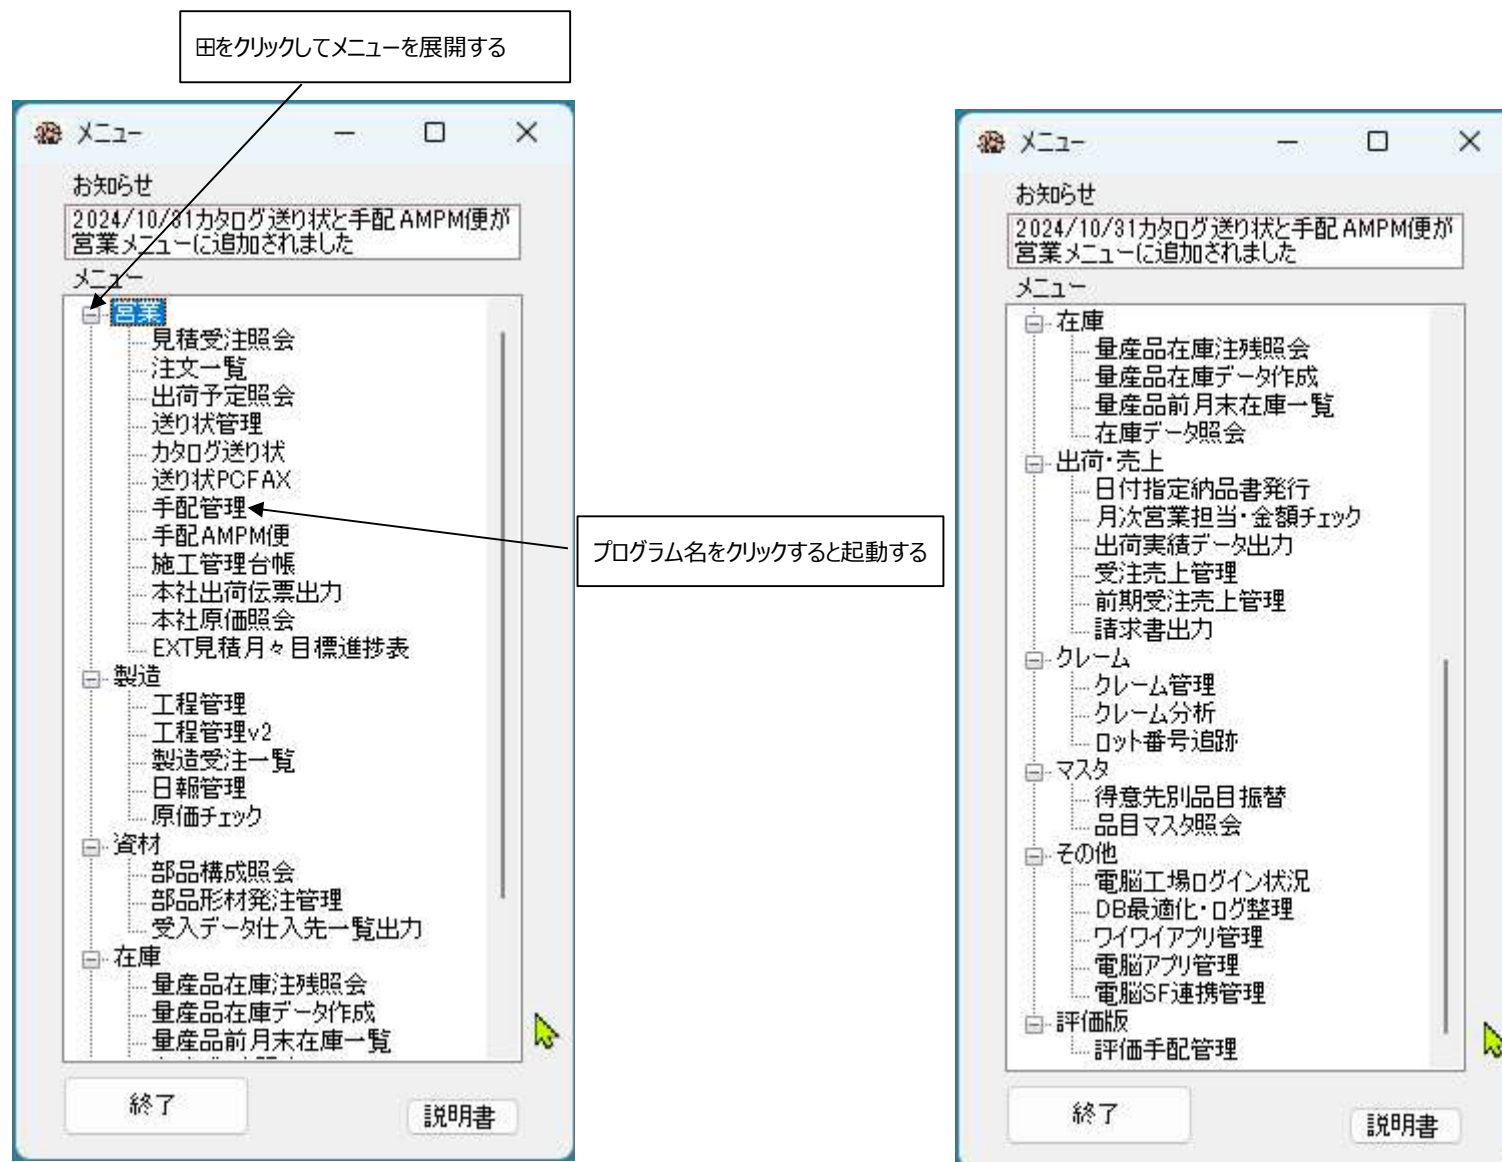 ⊞をクリックしてメニューを展開する
メニュー
お知らせ
2024/10/31カタログ送り状と手配AMPM便が
営業メニューに追加されました
メニュー
営業
見積受注照会
注文一覧
出荷予定照会
送り状管理
カタログ送り状
送り状PCFAX
手配管理
手配AMPM便
施工管理台帳
本社出荷伝票出力
本社原価照会
EXT見積月々目標進捗表
製造
工程管理
工程管理v2
製造受注一覧
日報管理
原価チェック
資材
部品構成照会
部品形材発注管理
受入データ仕入先一覧出力
在庫
量産品在庫注残照会
量産品在庫データ作成
量産品前月末在庫一覧
終了
説明書
プログラム名をクリックすると起動する
メニュー
お知らせ
2024/10/31カタログ送り状と手配AMPM便が
営業メニューに追加されました
メニュー
在庫
量産品在庫注残照会
量産品在庫データ作成
量産品前月末在庫一覧
在庫データ照会
出荷・売上
日付指定納品書発行
月次営業担当・金額チェック
出荷実績データ出力
受注売上管理
前期受注売上管理
請求書出力
クレーム
クレーム管理
クレーム分析
ロット番号追跡
マスタ
得意先別品目振替
品目マスタ照会
その他
電脳工場ログイン状況
DB最適化・ログ整理
ワイワイアプリ管理
電脳アプリ管理
電脳SF連携管理
評価版
評価手配管理
終了
説明書